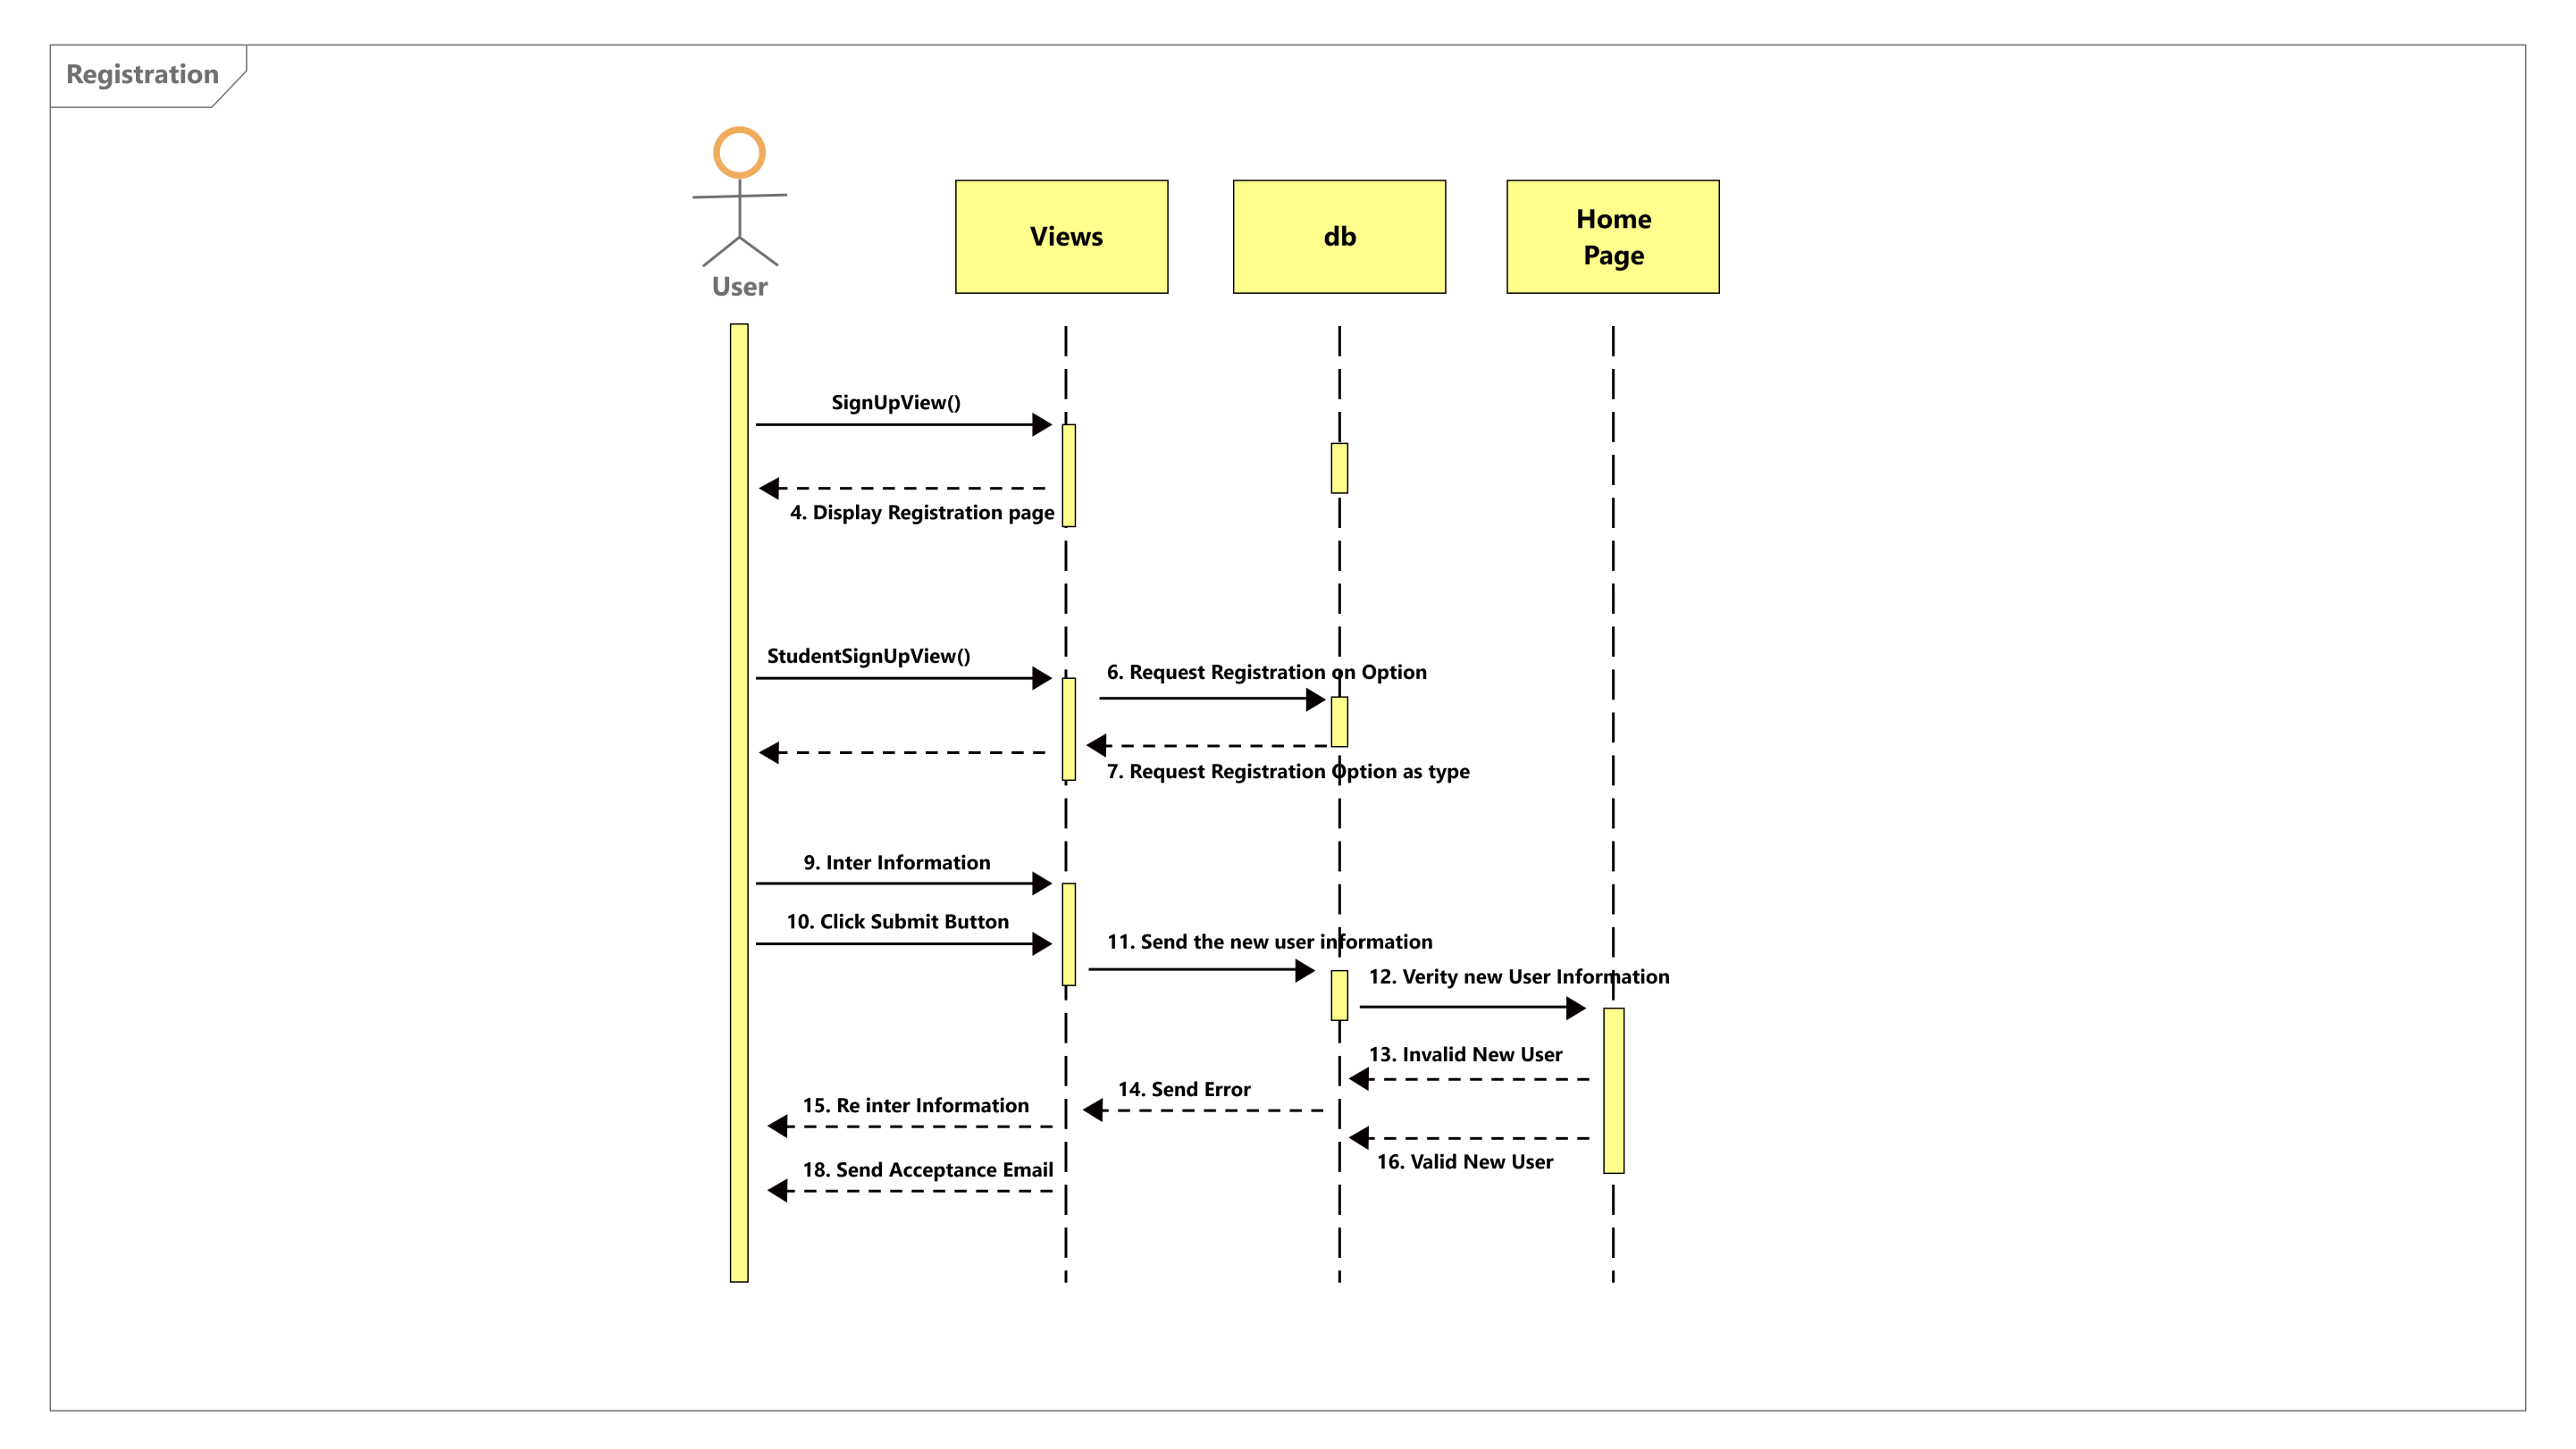 Registration
User
Views
db
Home
Page
SignUpView()
4. Display Registration page
StudentSignUpView()
6. Request Registration on Option
7. Request Registration Option as type
9. Inter Information
10. Click Submit Button
11. Send the new user information
12. Verity new User Information
13. Invalid New User
14. Send Error
15. Re inter Information
16. Valid New User
18. Send Acceptance Email